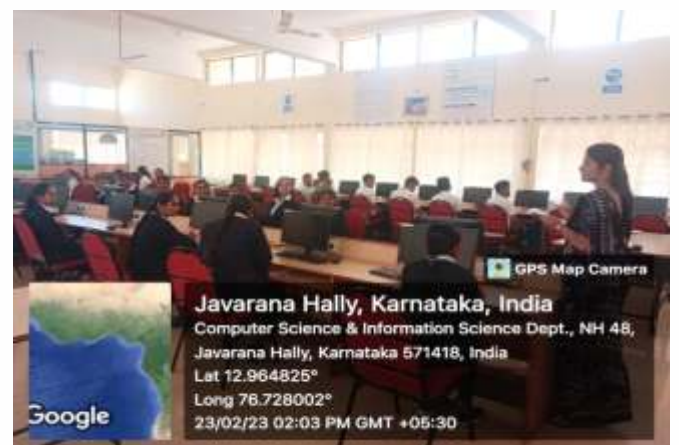 GPS Map Camera
Javarana Hally, Karnataka, India
Computer Science & Information Science Dept., NH 48,
Javarana Hally, Karnataka 571418, India
Lat 12.964825°
Long 76.728002°
23/02/23 02:03 PM GMT +05:30
Google